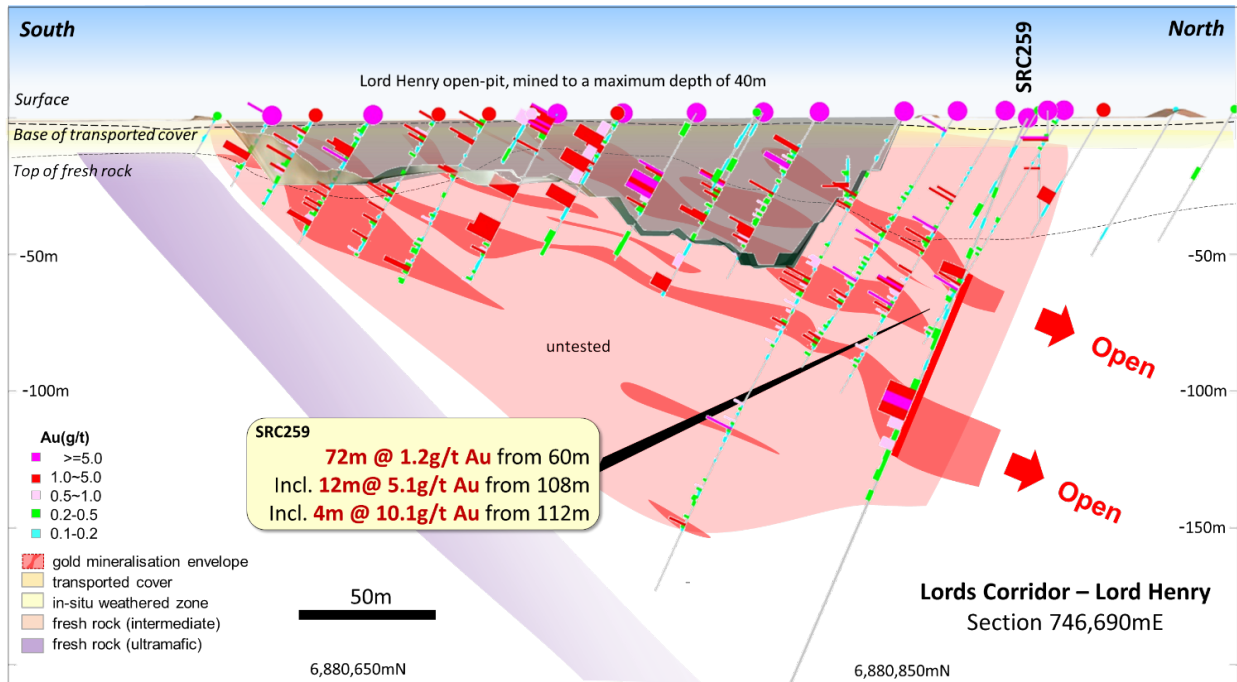 South
North
SRC259
Lord Henry open-pit, mined to a maximum depth of 40m
Surface
Base of transported cover
Top of fresh rock
-50m
-50m
Open
untested
-100m
-100m
Au(g/t)
>=5.0
1.0~5.0
0.5~1.0
0.2-0.5
0.1-0.2
SRC259
72m @ 1.2g/t Au from 60m
Incl. 12m@ 5.1g/t Au from 108m
Incl. 4m @ 10.1g/t Au from 112m
Open
-150m
gold mineralisation envelope
transported cover
in-situ weathered zone
fresh rock (intermediate)
fresh rock (ultramafic)
50m
Lords Corridor – Lord Henry
Section 746,690mE
6,880,650mN
6,880,850mN